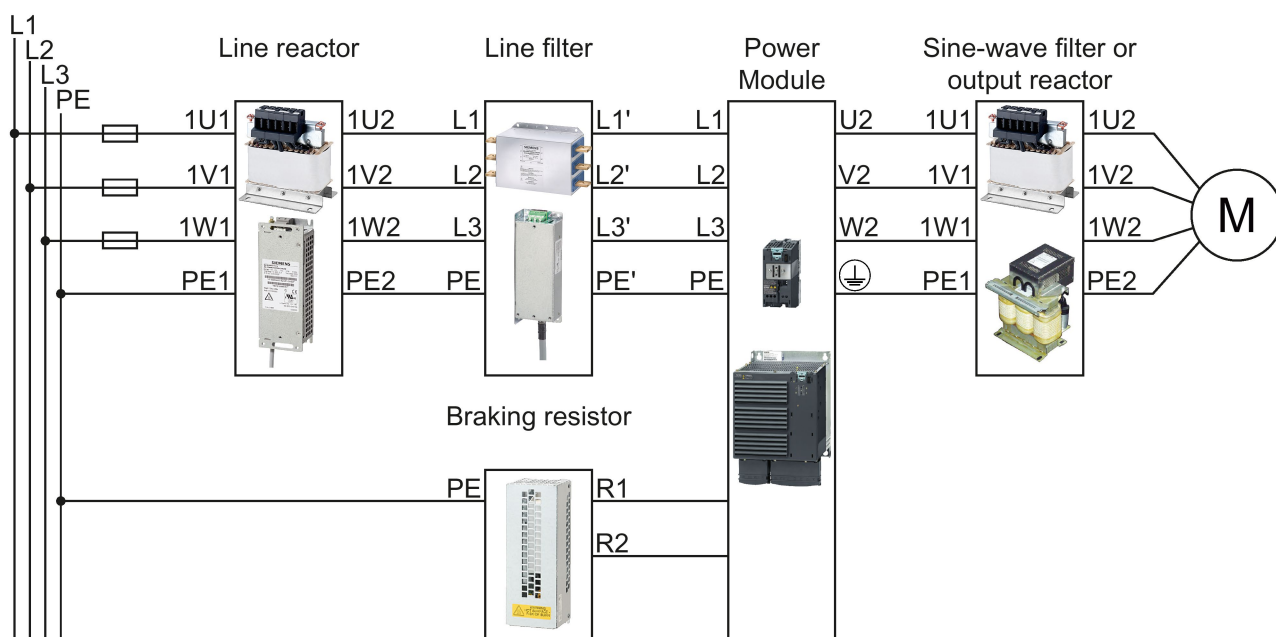 L1
L2
L3
PE
Line reactor
Line filter
Power
Module
Sine-wave filter or
output reactor
1U1 1U2 L1 L1' L1 U2 1U1 1U2
1V1 1V2 L2 L2' L2 V2 1V1 1V2
1W1 1W2 L3 L3' L3 W2 1W1 1W2
PE1 PE2 PE PE' PE PE1 PE2
M
SIEMENS
SIEMENS
Braking resistor
PE R1
R2